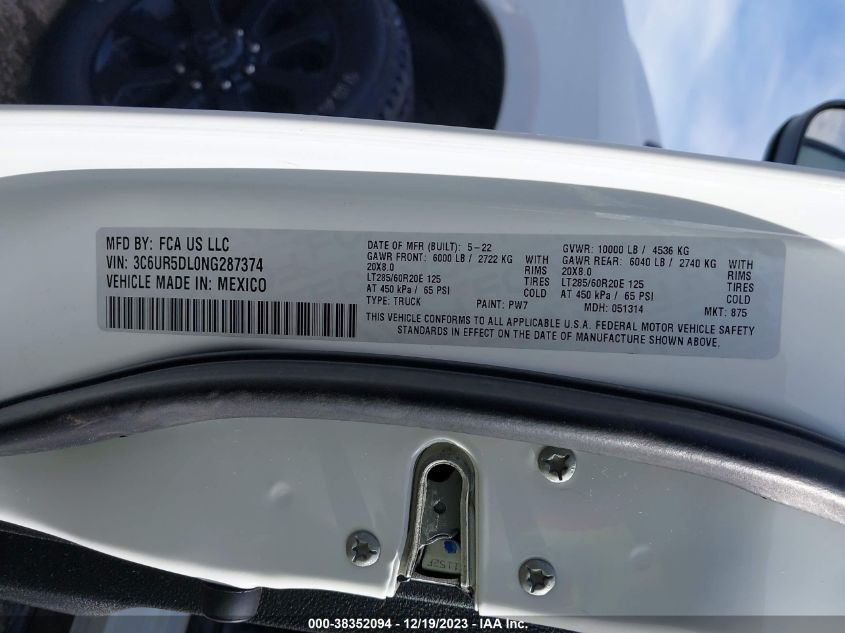 MFD BY: FCA US LLC
VIN: 3C6UR5DL0NG287374
VEHICLE MADE IN: MEXICO
DATE OF MFR (BUILT): 5-22
GAWR FRONT: 6000 LB / 2722 KG WITH
20X8.0 RIMS
LT285/60R20E 125 TIRES
AT 450 kPa / 65 PSI COLD
TYPE: TRUCK PAINT: PW7
GVWR: 10000 LB / 4536 KG
GAWR REAR: 6040 LB / 2740 KG WITH
20X8.0 RIMS
LT285/60R20E 125 TIRES
AT 450 kPa / 65 PSI COLD
MDH: 051314 MKT: 875
THIS VEHICLE CONFORMS TO ALL APPLICABLE U.S.A. FEDERAL MOTOR VEHICLE SAFETY
STANDARDS IN EFFECT ON THE DATE OF MANUFACTURE SHOWN ABOVE.
1152F
000-38352094 - 12/19/2023 - IAAI.com